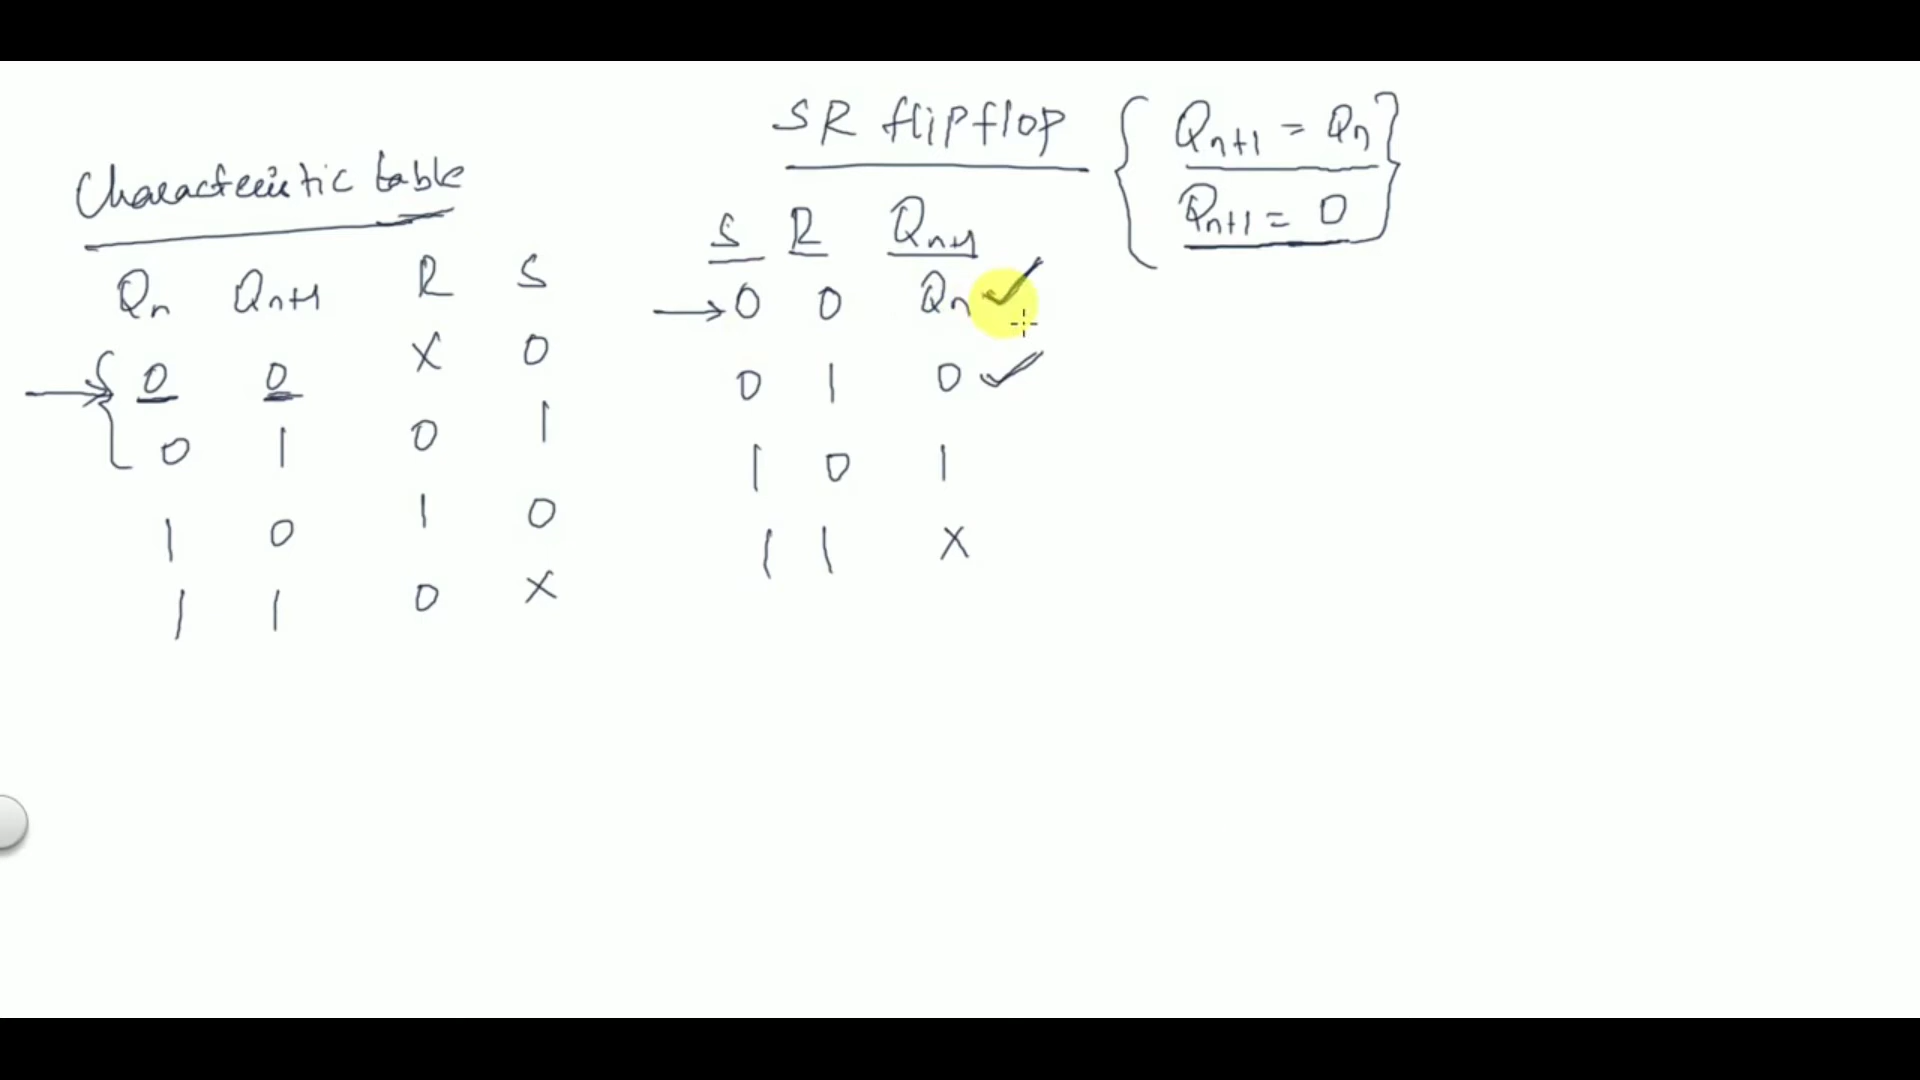 SR flipflop
Qn+1 = Qn
Qn+1 = 0
Characteristic table
Qn Qn+1 R S
0 0 X 0
0 1 0 1
1 0 1 0
1 1 0 X
S R Qn+1
0 0 Qn
0 1 0
1 0 1
1 1 X